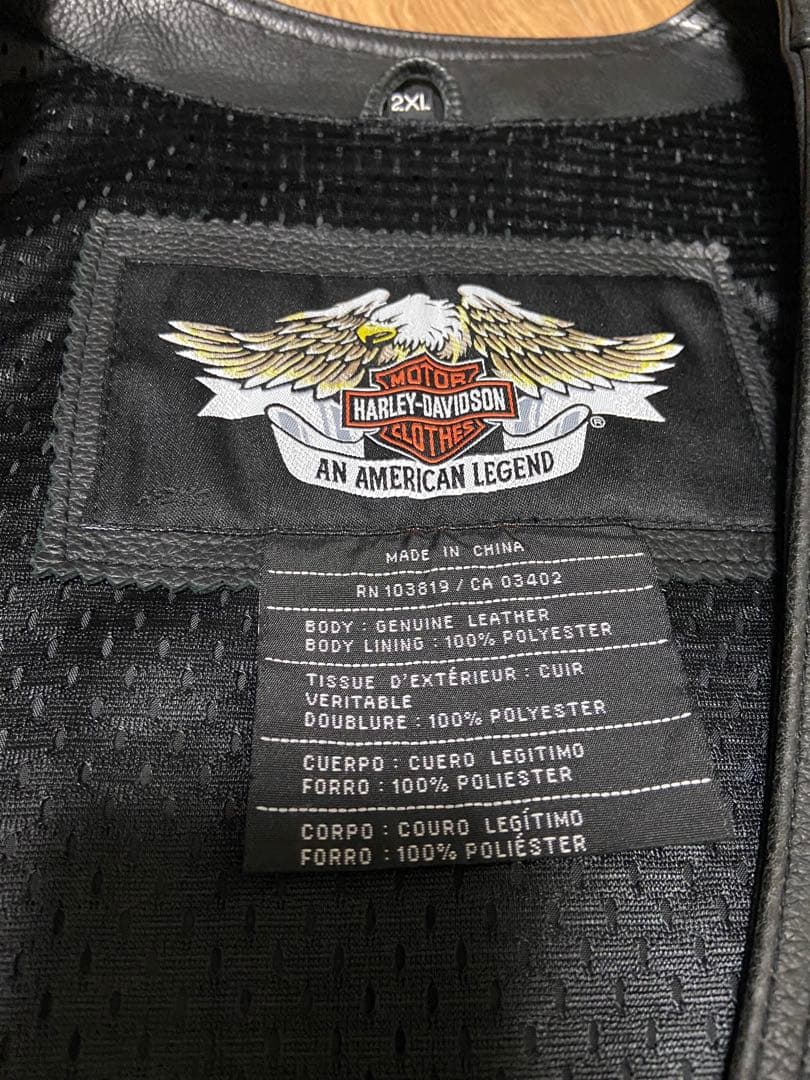 2XL
MOTOR
HARLEY-DAVIDSON
CLOTHES
®
AN AMERICAN LEGEND
MADE IN CHINA
RN 103819 / CA 03402
BODY : GENUINE LEATHER
BODY LINING : 100% POLYESTER
TISSUE D'EXTÉRIEUR : CUIR
VERITABLE
DOUBLURE : 100% POLYESTER
CUERPO : CUERO LEGITIMO
FORRO : 100% POLIESTER
CORPO : COURO LEGÍTIMO
FORRO : 100% POLIÉSTER